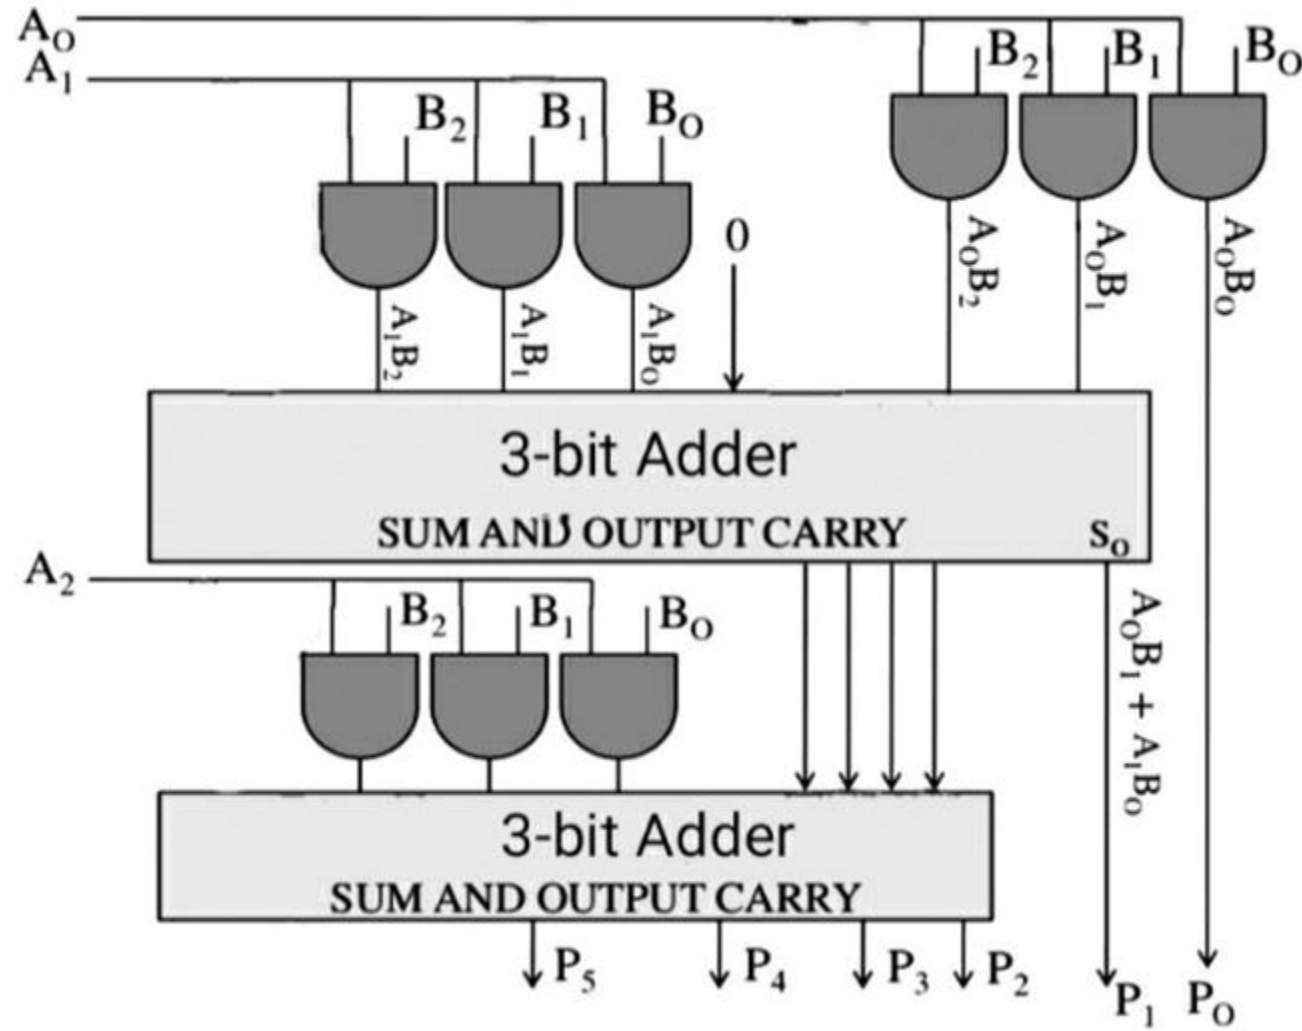 A₀
A₁
B₂ B₁ B₀
B₂ B₁ B₀
0
A₀B₂ A₀B₁ A₀B₀
A₁B₂ A₁B₁ A₁B₀
3-bit Adder
SUM AND OUTPUT CARRY S₀
A₂
B₂ B₁ B₀
A₀B₁ + A₁B₀
3-bit Adder
SUM AND OUTPUT CARRY
P₅ P₄ P₃ P₂ P₁ P₀